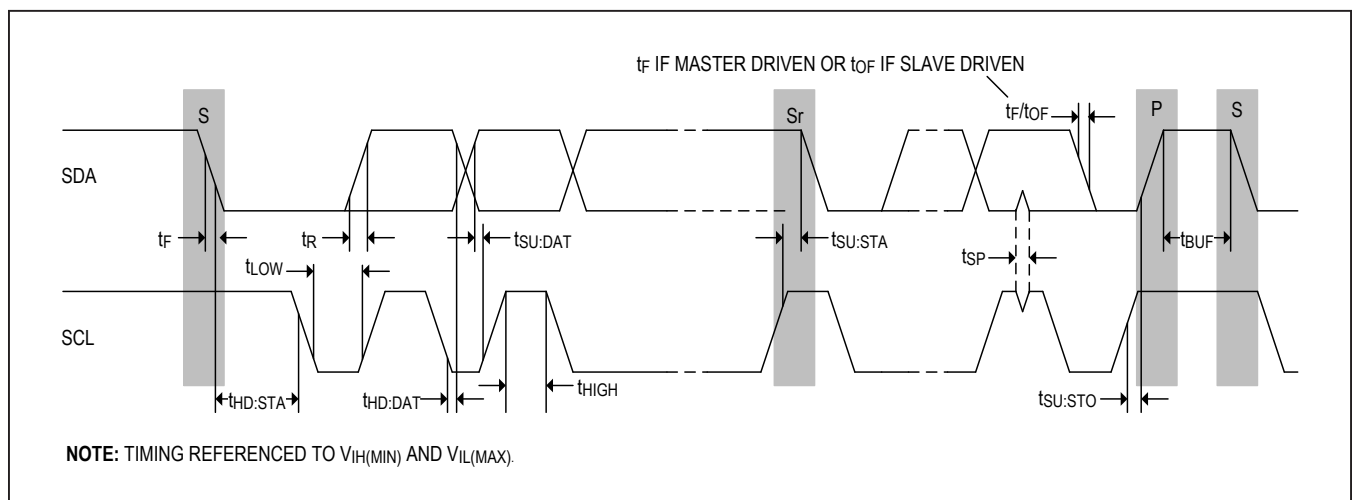 tF IF MASTER DRIVEN OR tOF IF SLAVE DRIVEN
S
Sr
tF/tOF
P
S
SDA
tF
tR
tSU:DAT
tSU:STA
tBUF
tLOW
tSP
SCL
tHD:STA
tHD:DAT
tHIGH
tSU:STO
NOTE: TIMING REFERENCED TO VIH(MIN) AND VIL(MAX).